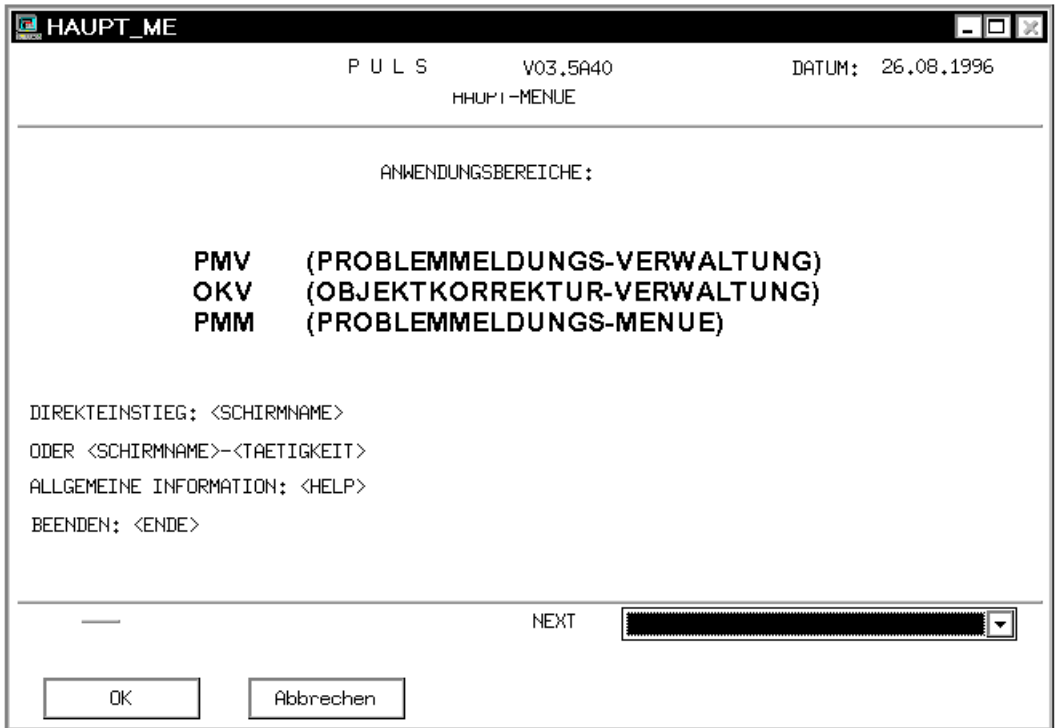 HAUPT_ME
P U L S V03.5A40 DATUM: 26.08.1996
HAUPT-MENUE
ANWENDUNGSBEREICHE:
PMV (PROBLEMMELDUNGS-VERWALTUNG)
OKV (OBJEKTKORREKTUR-VERWALTUNG)
PMM (PROBLEMMELDUNGS-MENUE)
DIREKTEINSTIEG: <SCHIRMNAME>
ODER <SCHIRMNAME>-<TAETIGKEIT>
ALLGEMEINE INFORMATION: <HELP>
BEENDEN: <ENDE>
NEXT
OK Abbrechen